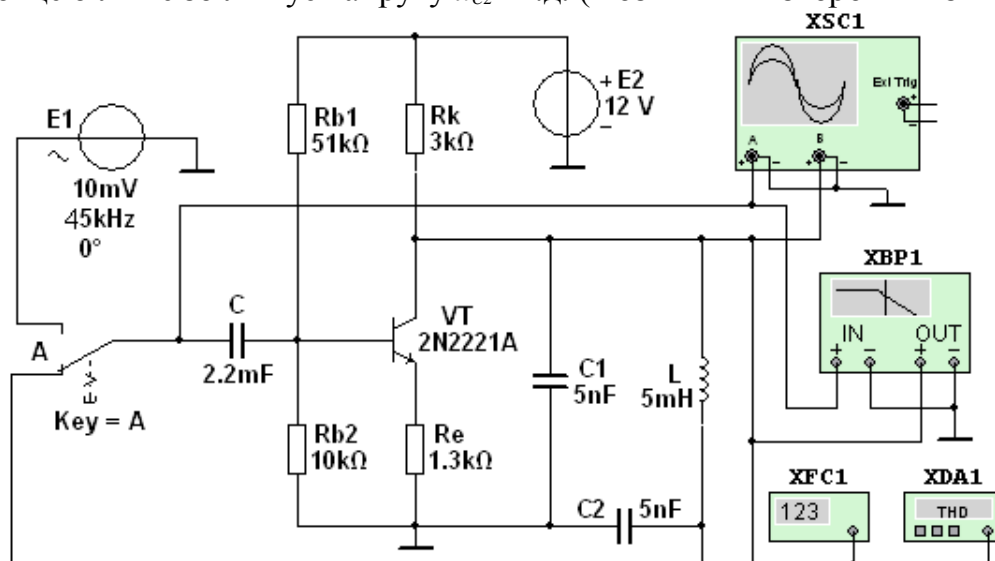 XSC1
Ext Trig
A
B
E1
10mV
45kHz
0°
Rb1
51kΩ
Rk
3kΩ
+ E2
12 V
XBP1
IN
OUT
A
Key = A
C
2.2mF
VT
2N2221A
C1
5nF
L
5mH
Rb2
10kΩ
Re
1.3kΩ
C2
5nF
XFC1
123
XDA1
THD